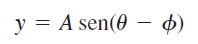 y = A sen(θ − ϕ)